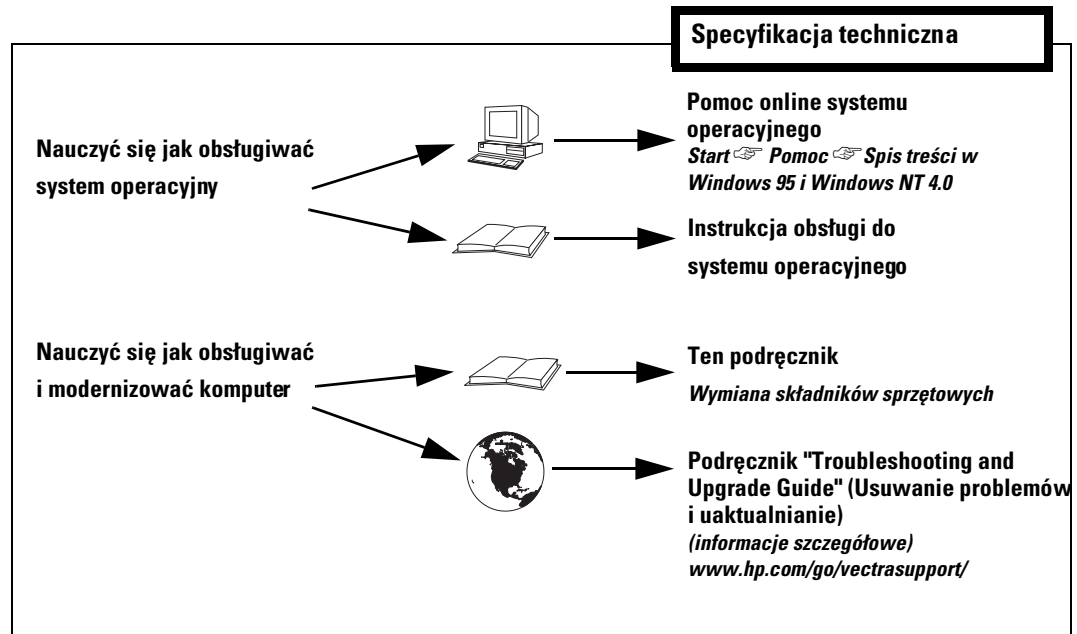 Specyfikacja techniczna
Nauczyć się jak obsługiwać
system operacyjny
Pomoc online systemu
operacyjnego
Start ☞ Pomoc ☞ Spis treści w
Windows 95 i Windows NT 4.0
Instrukcja obsługi do
systemu operacyjnego
Nauczyć się jak obsługiwać
i modernizować komputer
Ten podręcznik
Wymiana składników sprzętowych
Podręcznik "Troubleshooting and
Upgrade Guide" (Usuwanie problemów
i uaktualnianie)
(informacje szczegółowe)
www.hp.com/go/vectrasupport/